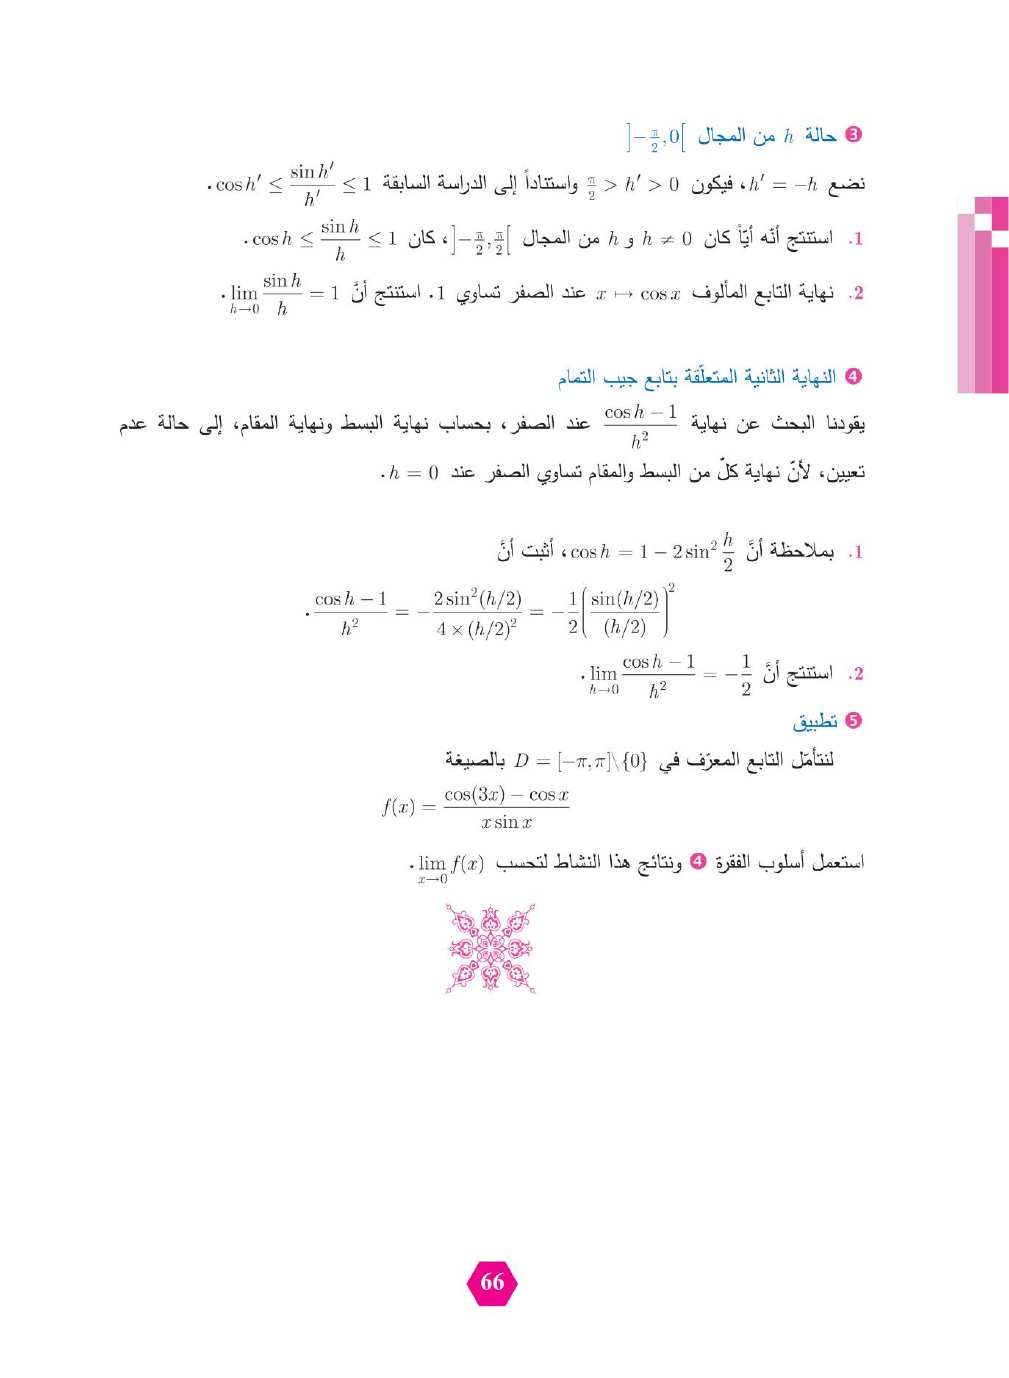 ❸ حالة h من المجال ]−π/2, 0[
نضع h′ = −h، فيكون π/2 > h′ > 0 واستناداً إلى الدراسة السابقة cos h′ ≤ sin h′/h′ ≤ 1.
1. استنتج أنّه أيّاً كان h ≠ 0 و h من المجال ]−π/2, π/2[، كان cos h ≤ sin h/h ≤ 1.
2. نهاية التابع المألوف x ↦ cos x عند الصفر تساوي 1. استنتج أنَّ lim_{h→0} sin h/h = 1.
❹ النهاية الثانية المتعلّقة بتابع جيب التمام
يقودنا البحث عن نهاية (cos h − 1)/h² عند الصفر، بحساب نهاية البسط ونهاية المقام، إلى حالة عدم
تعيين، لأنّ نهاية كلّ من البسط والمقام تساوي الصفر عند h = 0.
1. بملاحظة أنَّ cos h = 1 − 2 sin² h/2، أثبت أنَّ
(cos h − 1)/h² = −2 sin²(h/2)/(4 × (h/2)²) = −1/2 (sin(h/2)/(h/2))².
2. استنتج أنَّ lim_{h→0} (cos h − 1)/h² = −1/2.
❺ تطبيق
لنتأمّل التابع المعرّف في D = [−π, π]\{0} بالصيغة
f(x) = (cos(3x) − cos x)/(x sin x)
استعمل أسلوب الفقرة ❹ ونتائج هذا النشاط لتحسب lim_{x→0} f(x).
66